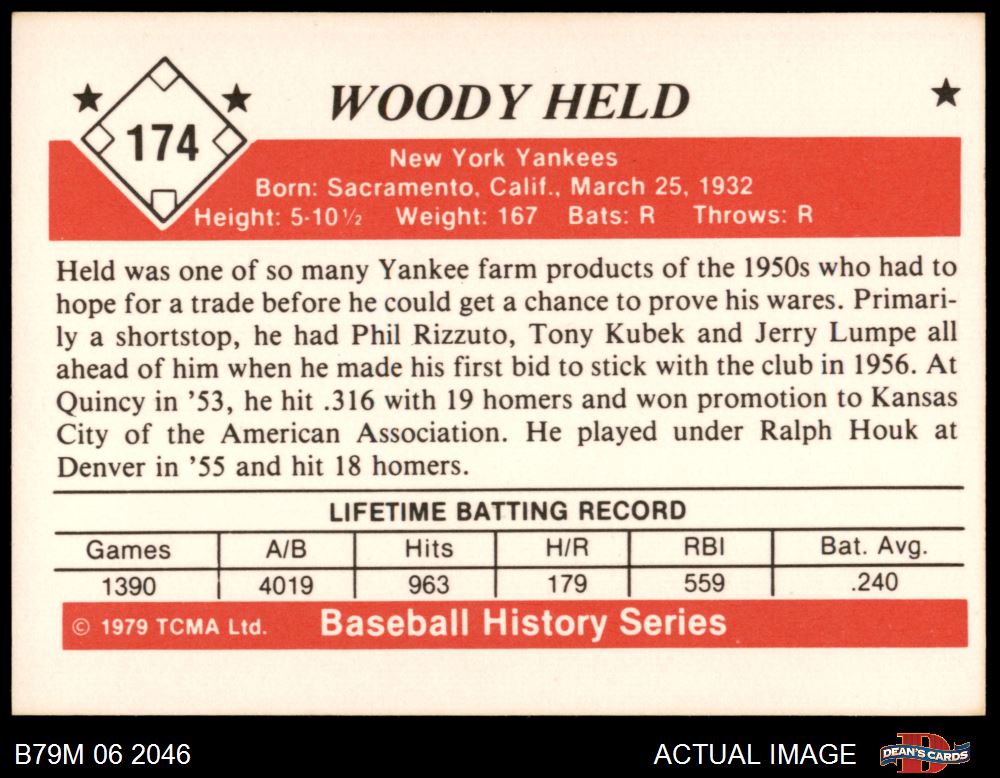 174
WOODY HELD
New York Yankees
Born: Sacramento, Calif., March 25, 1932
Height: 5-10½ Weight: 167 Bats: R Throws: R
Held was one of so many Yankee farm products of the 1950s who had to
hope for a trade before he could get a chance to prove his wares. Primari-
ly a shortstop, he had Phil Rizzuto, Tony Kubek and Jerry Lumpe all
ahead of him when he made his first bid to stick with the club in 1956. At
Quincy in ’53, he hit .316 with 19 homers and won promotion to Kansas
City of the American Association. He played under Ralph Houk at
Denver in ’55 and hit 18 homers.
LIFETIME BATTING RECORD
Games A/B Hits H/R RBI Bat. Avg.
1390 4019 963 179 559 .240
© 1979 TCMA Ltd. Baseball History Series
B79M 06 2046 ACTUAL IMAGE DEAN'S CARDS